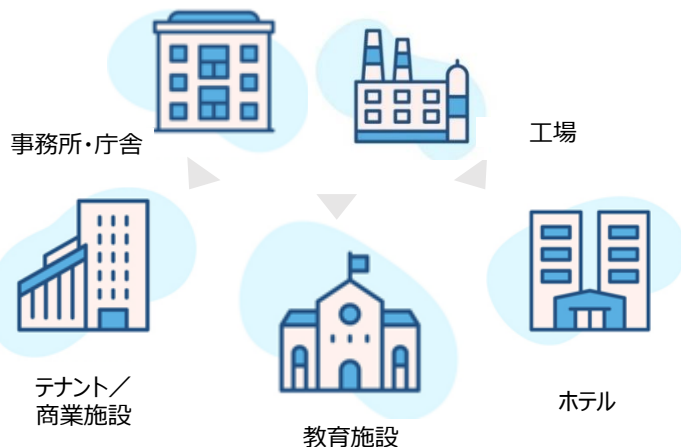 事務所・庁舎
工場
テナント／
商業施設
教育施設
ホテル